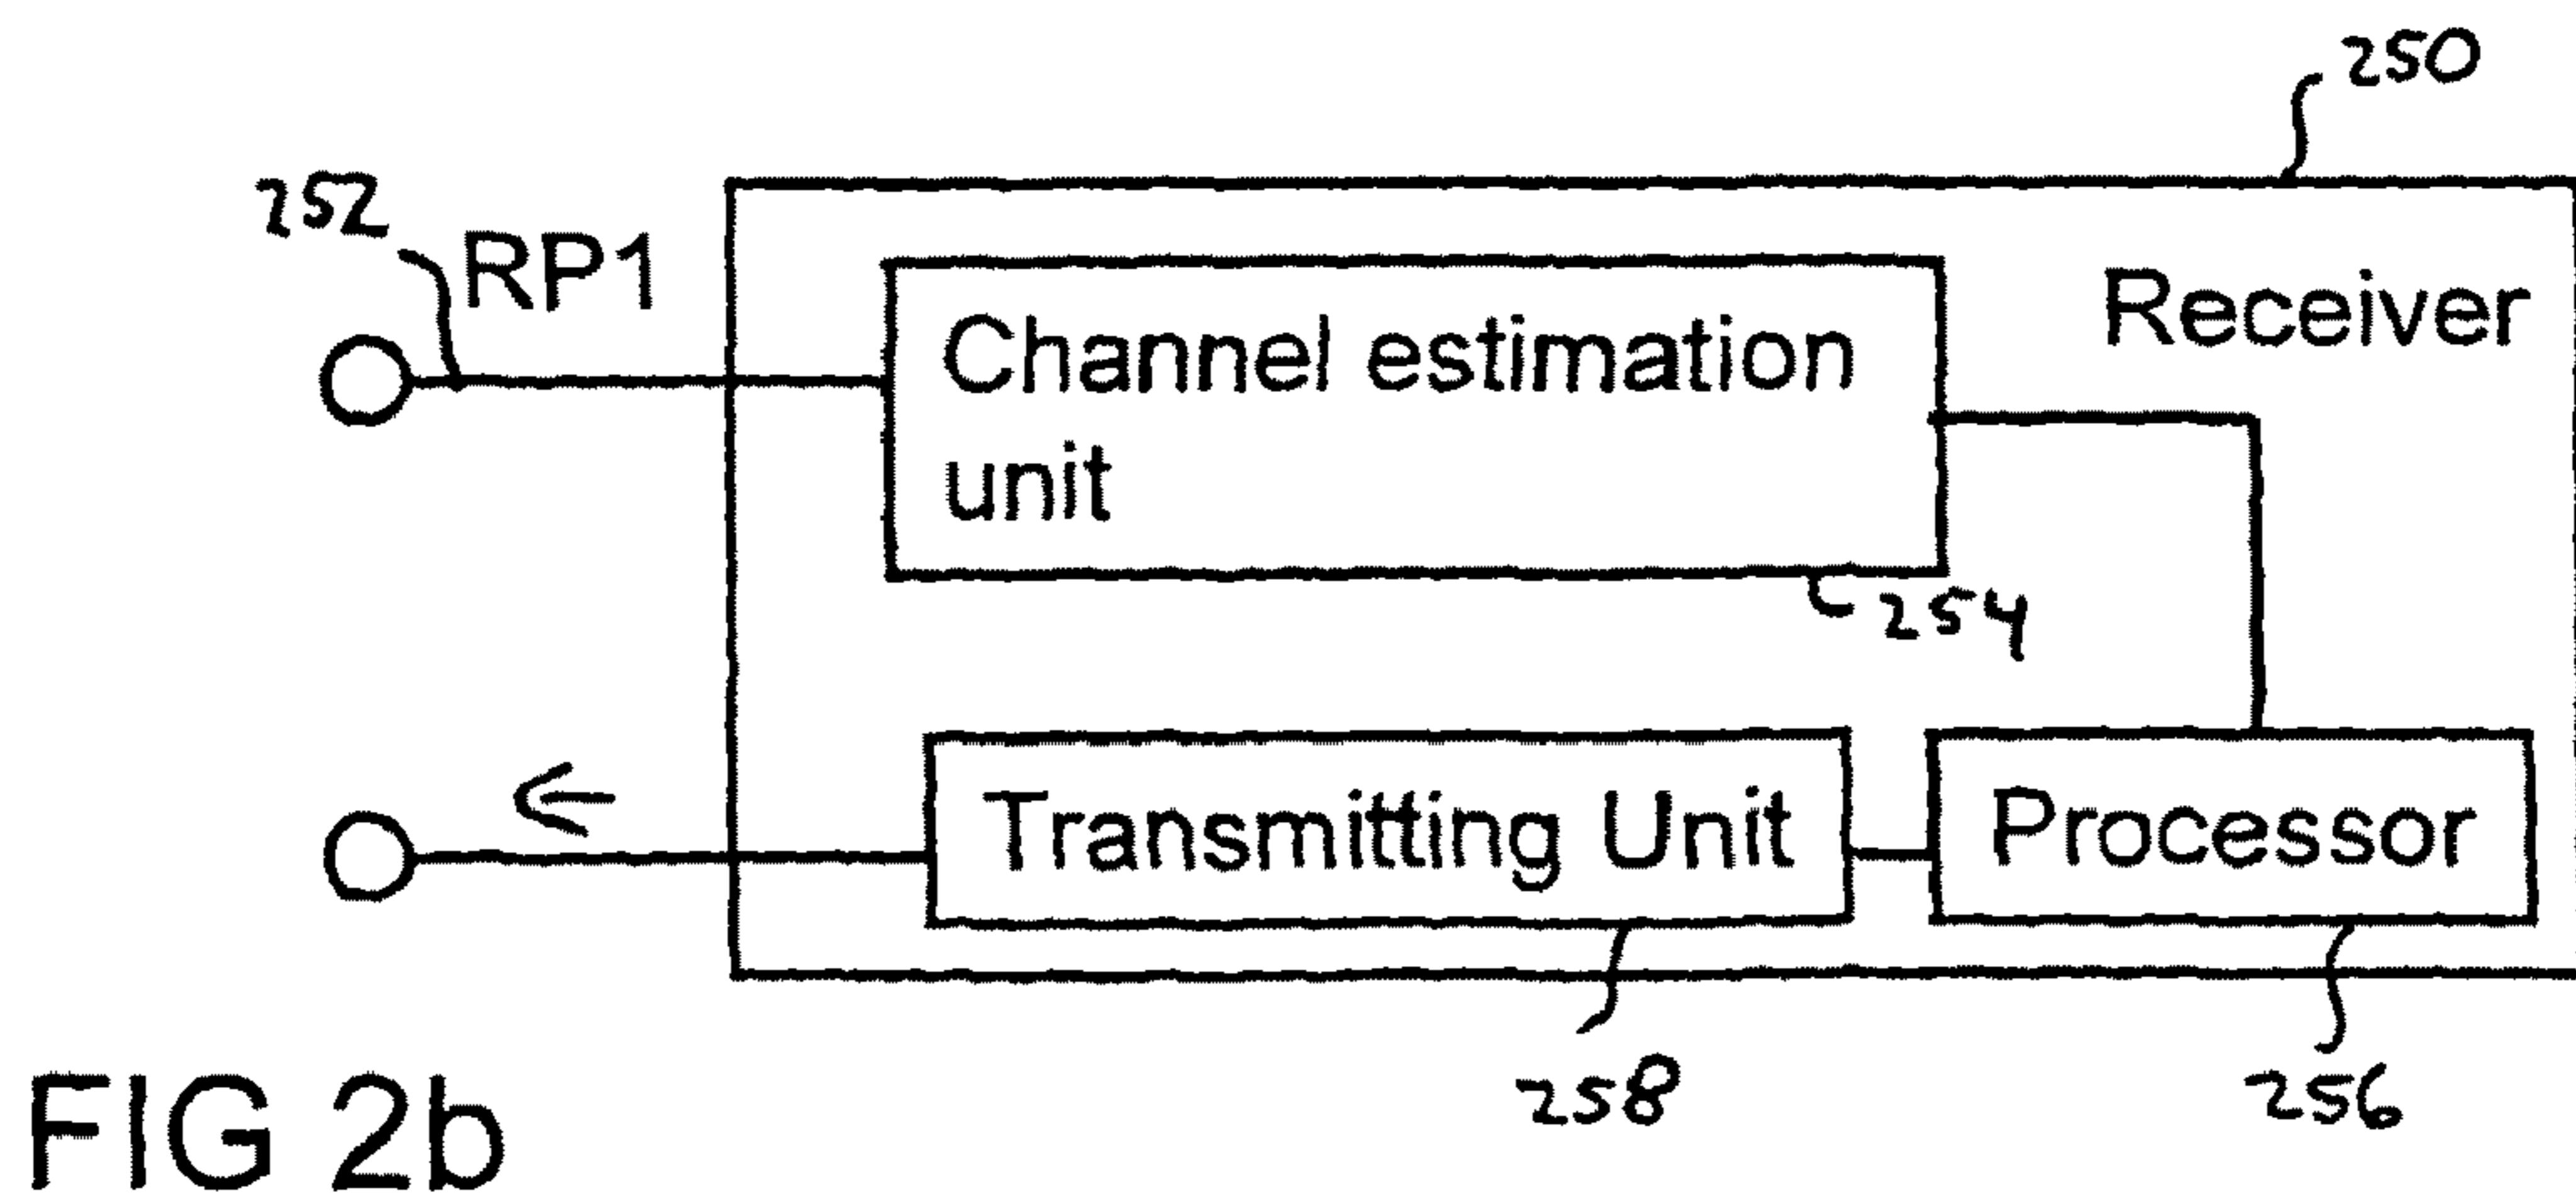 250
252
RP1
Receiver
Channel estimation
unit
254
Transmitting Unit
Processor
258
256
FIG 2b